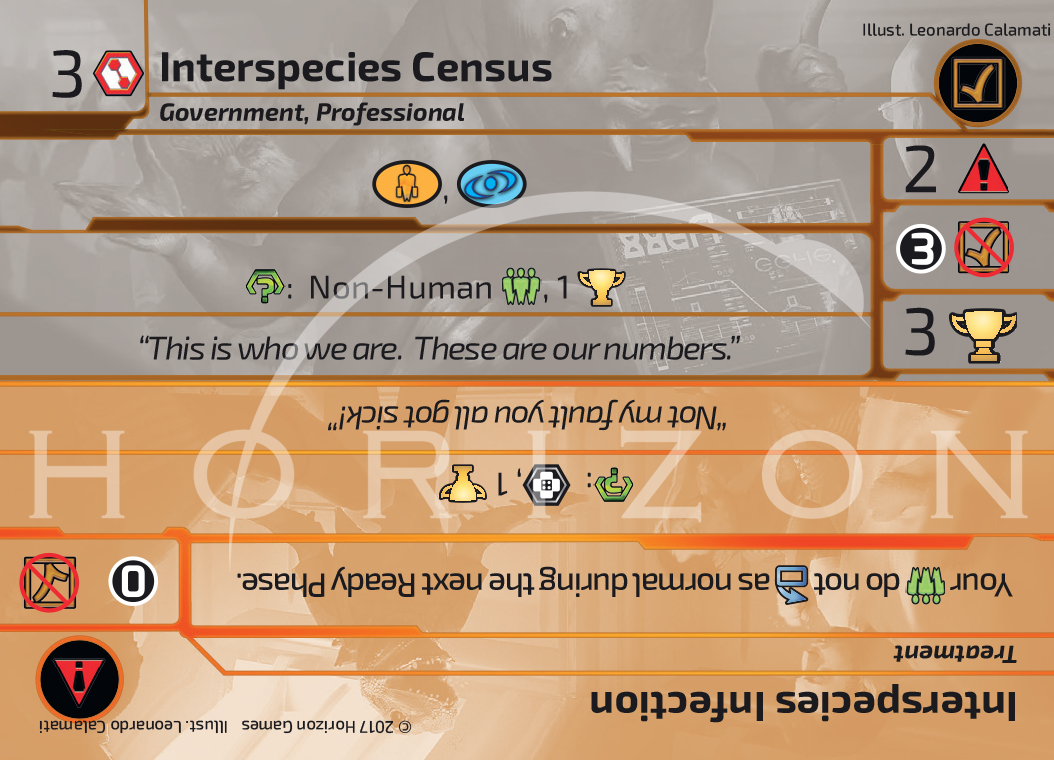 Illust. Leonardo Calamati
3 Interspecies Census
Government, Professional
2
,
3
: Non-Human , 1
3
“This is who we are. These are our numbers.”
HORIZON
Interspecies Infection
Treatment
Your do not as normal during the next Ready Phase.
0
: , 1
“Not my fault you all got sick!”
© 2017 Horizon Games Illust. Leonardo Calamati